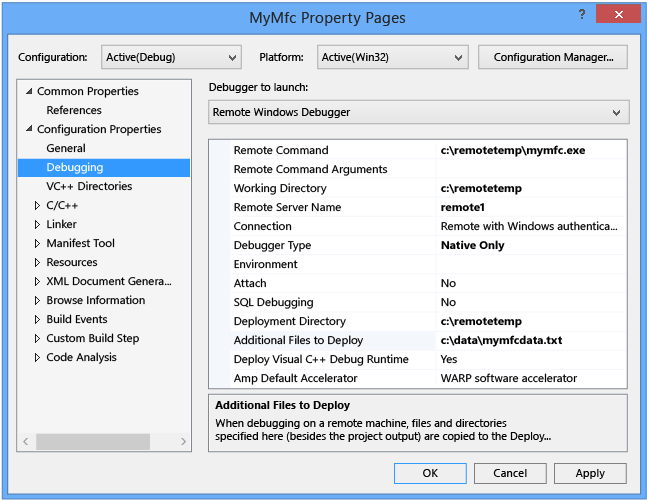 MyMfc Property Pages
?
Configuration: Active(Debug) Platform: Active(Win32) Configuration Manager...
Common Properties
References
Configuration Properties
General
Debugging
VC++ Directories
C/C++
Linker
Manifest Tool
Resources
XML Document Genera...
Browse Information
Build Events
Custom Build Step
Code Analysis
Debugger to launch:
Remote Windows Debugger
Remote Command c:\remotetemp\mymfc.exe
Remote Command Arguments
Working Directory c:\remotetemp
Remote Server Name remote1
Connection Remote with Windows authentica...
Debugger Type Native Only
Environment
Attach No
SQL Debugging No
Deployment Directory c:\remotetemp
Additional Files to Deploy c:\data\mymfcdata.txt
Deploy Visual C++ Debug Runtime Yes
Amp Default Accelerator WARP software accelerator
Additional Files to Deploy
When debugging on a remote machine, files and directories
specified here (besides the project output) are copied to the Deploy...
OK Cancel Apply